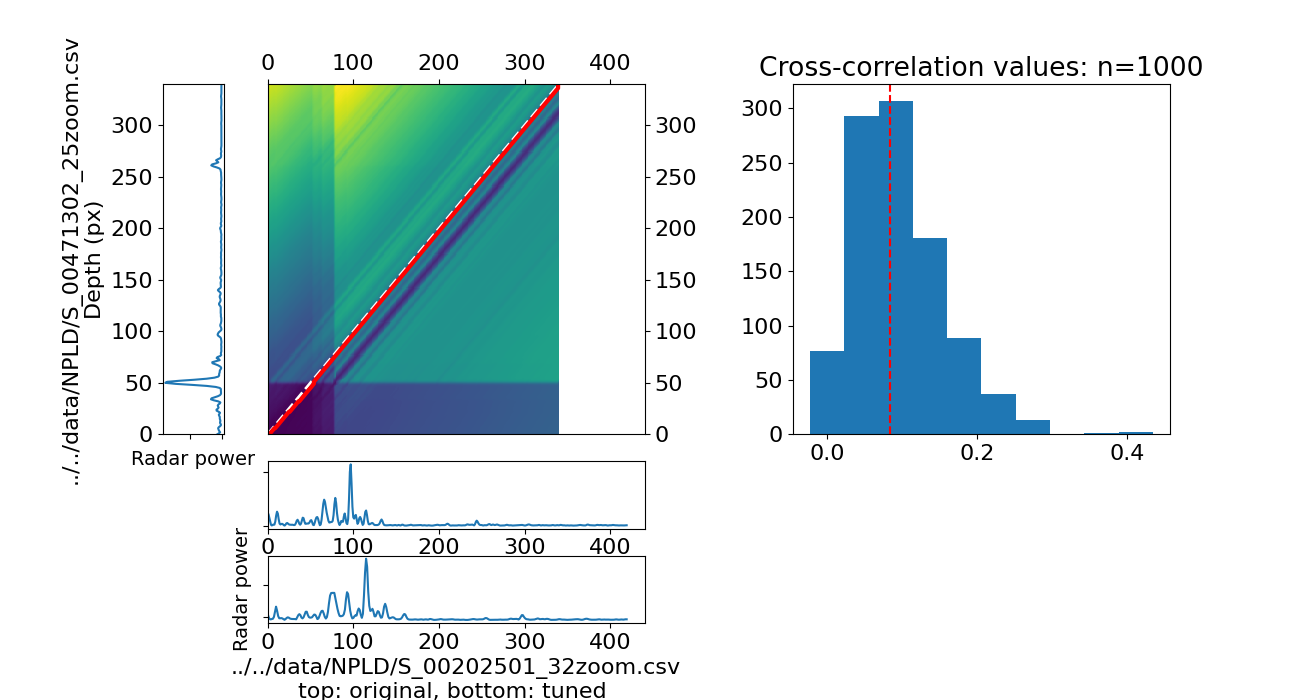 Cross-correlation values: n=1000
0 100 200 300 400
../../data/NPLD/S_00471302_25zoom.csv
Depth (px)
300
250
200
150
100
50
0
300
250
200
150
100
50
0
300
250
200
150
100
50
0
0.0 0.2 0.4
Radar power
0 100 200 300 400
Radar power
0 100 200 300 400
../../data/NPLD/S_00202501_32zoom.csv
top: original, bottom: tuned